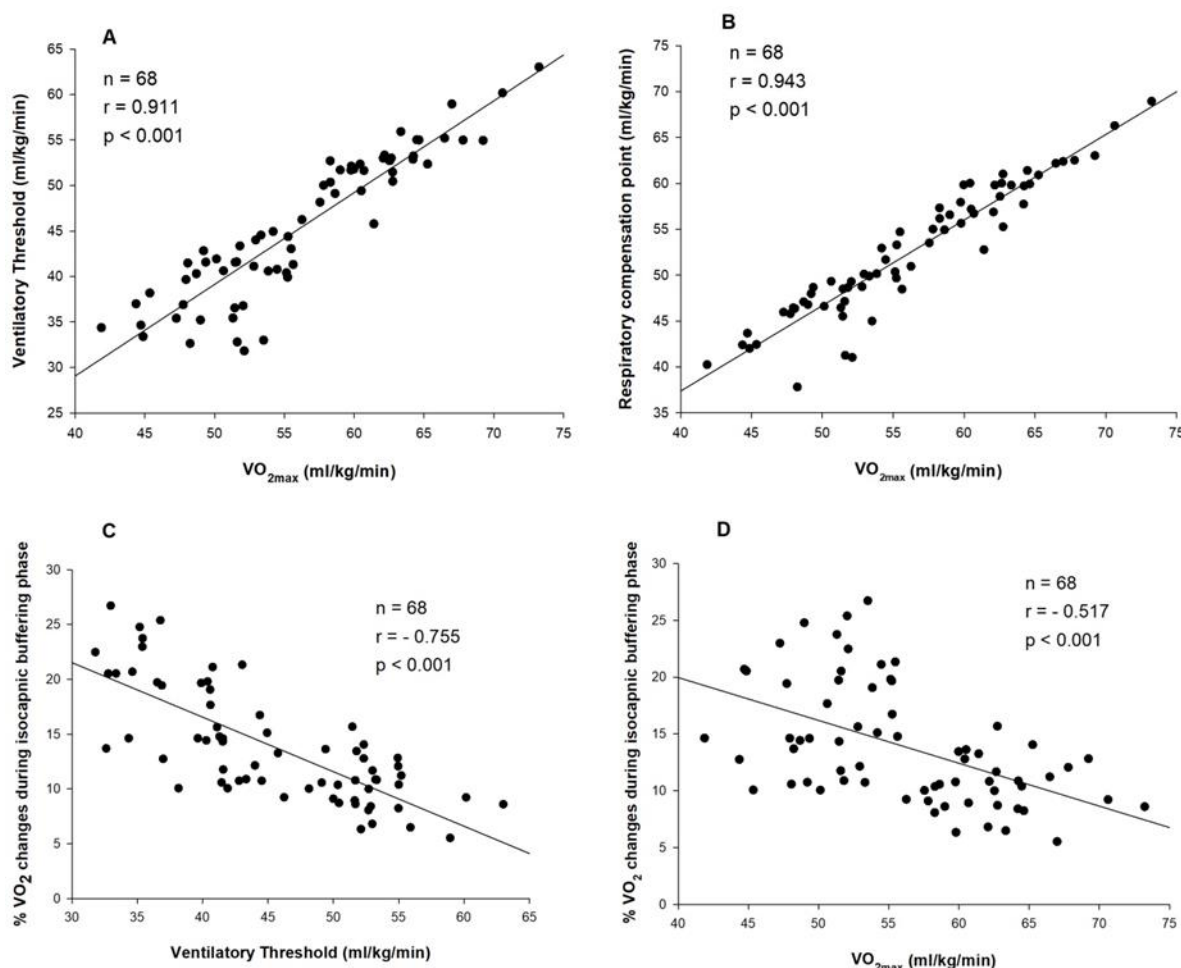 A
n = 68
r = 0.911
p < 0.001
Ventilatory Threshold (ml/kg/min)
65
60
55
50
45
40
35
30
25
40 45 50 55 60 65 70 75
VO2max (ml/kg/min)
B
n = 68
r = 0.943
p < 0.001
Respiratory compensation point (ml/kg/min)
75
70
65
60
55
50
45
40
35
40 45 50 55 60 65 70 75
VO2max (ml/kg/min)
C
n = 68
r = - 0.755
p < 0.001
% VO2 changes during isocapnic buffering phase
30
25
20
15
10
5
0
30 35 40 45 50 55 60 65
Ventilatory Threshold (ml/kg/min)
D
n = 68
r = - 0.517
p < 0.001
% VO2 changes during isocapnic buffering phase
30
25
20
15
10
5
0
40 45 50 55 60 65 70 75
VO2max (ml/kg/min)